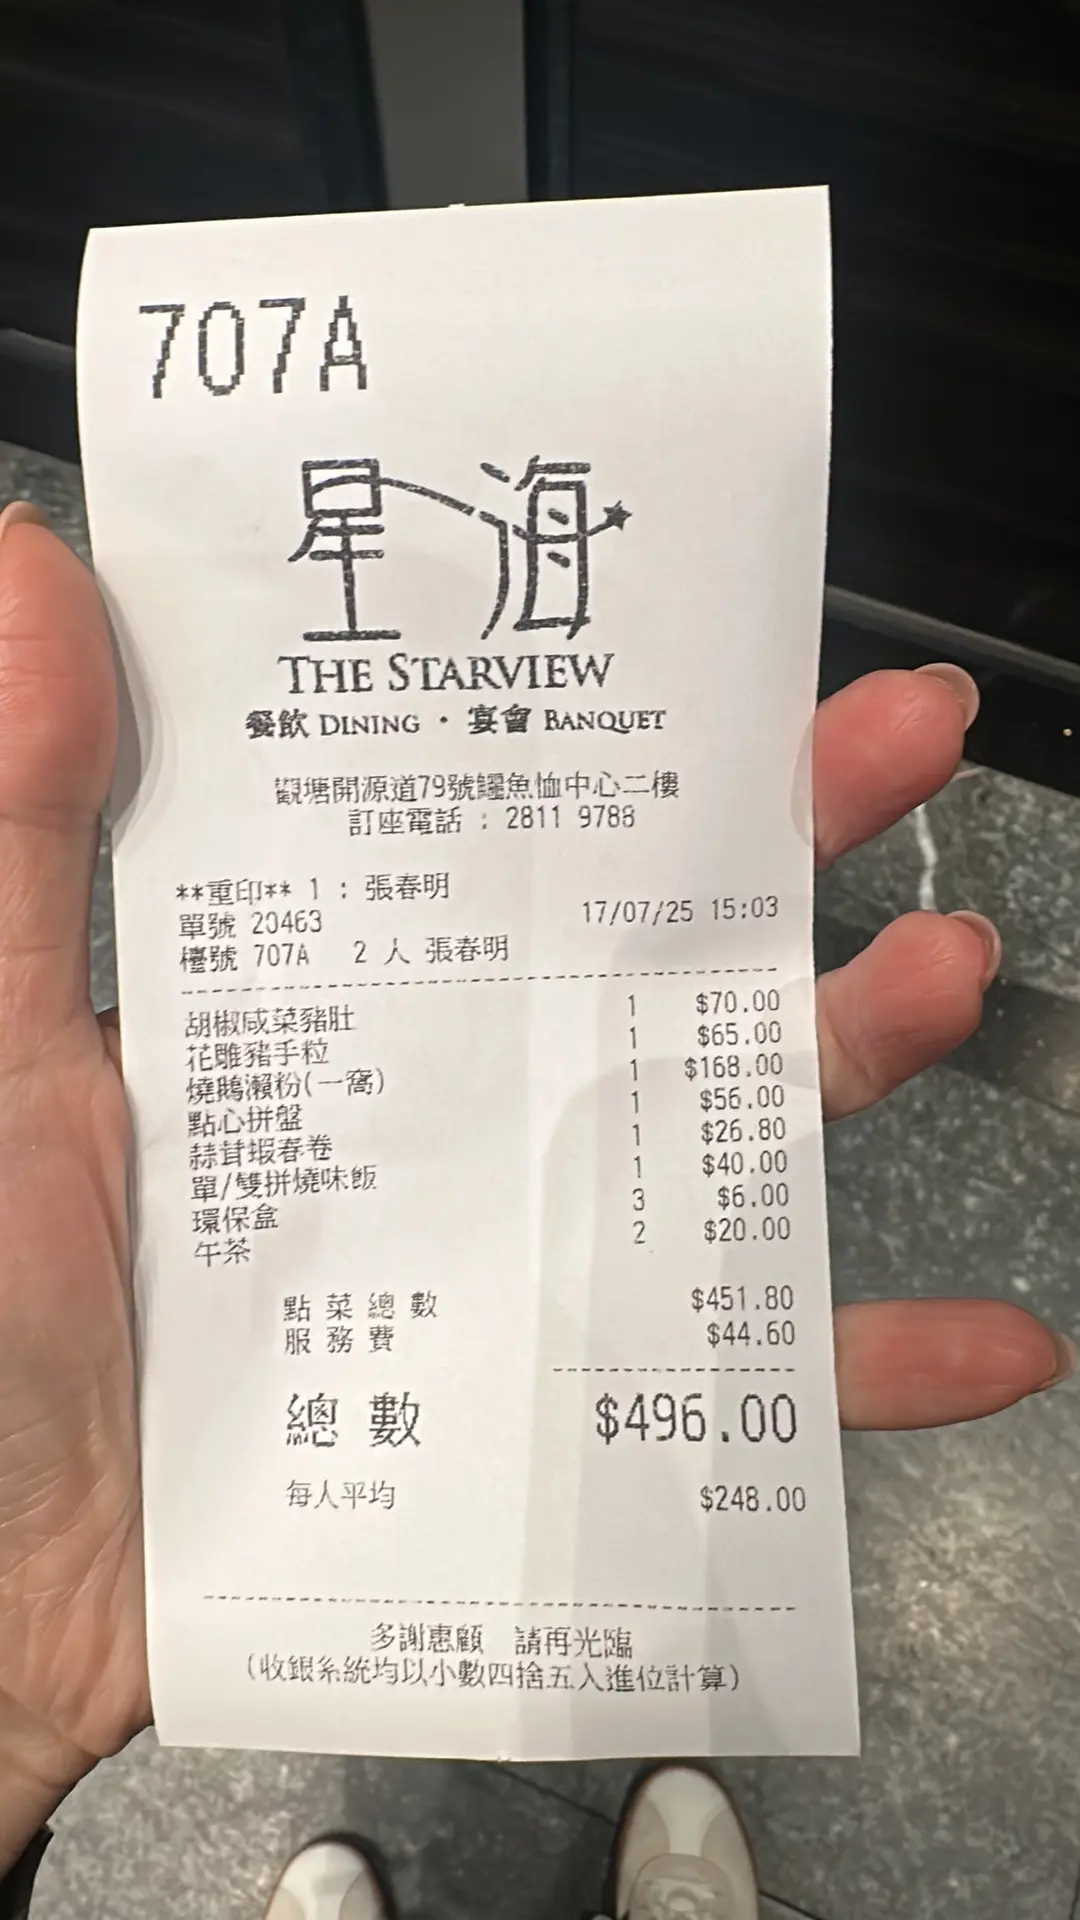 707A
星海
THE STARVIEW
餐飲 DINING · 宴會 BANQUET
觀塘開源道79號鱷魚恤中心二樓
訂座電話 : 2811 9788
**重印** 1 : 張春明
單號 20463 17/07/25 15:03
檯號 707A 2 人 張春明
胡椒咸菜豬肚 1 $70.00
花雕豬手粒 1 $65.00
燒鵝瀨粉(一窩) 1 $168.00
點心拼盤 1 $56.00
蒜茸蝦春卷 1 $26.80
單/雙拼燒味飯 1 $40.00
環保盒 3 $6.00
午茶 2 $20.00
點菜總數 $451.80
服務費 $44.60
總數 $496.00
每人平均 $248.00
多謝惠顧 請再光臨
(收銀系統均以小數四捨五入進位計算)